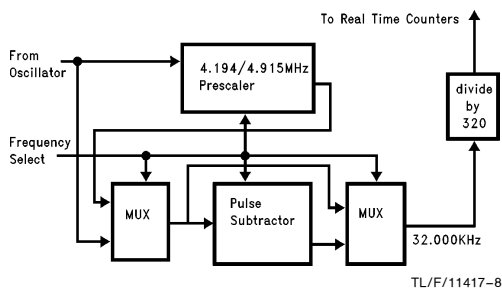 To Real Time Counters
From
Oscillator
4.194/4.915MHz
Prescaler
divide
by
320
Frequency
Select
MUX
Pulse
Subtractor
MUX
32.000KHz
TL/F/11417-8